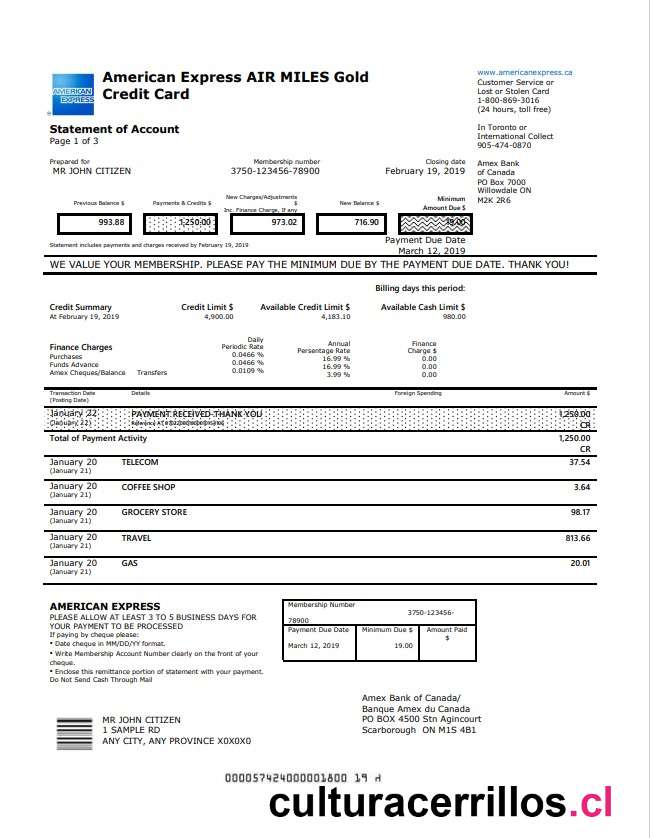 American Express AIR MILES Gold
Credit Card
AMERICAN
EXPRESS
®
www.americanexpress.ca
Customer Service or
Lost or Stolen Card
1-800-869-3016
(24 hours, toll free)
In Toronto or
International Collect
905-474-0870
Amex Bank
of Canada
PO Box 7000
Willowdale ON
M2K 2R6
Statement of Account
Page 1 of 3
Prepared for Membership number Closing date
MR JOHN CITIZEN 3750-123456-78900 February 19, 2019
Previous Balance $ Payments & Credits $ New Charges/Adjustments $ Inc. Finance Charge, If any New Balance $ Minimum Amount Due $
993.88 1,250.00 973.02 716.90 19.00
Statement includes payments and charges received by February 19, 2019
Payment Due Date
March 12, 2019
WE VALUE YOUR MEMBERSHIP. PLEASE PAY THE MINIMUM DUE BY THE PAYMENT DUE DATE. THANK YOU!
Billing days this period:
Credit Summary Credit Limit $ Available Credit Limit $ Available Cash Limit $
At February 19, 2019 4,900.00 4,183.10 980.00
Finance Charges Daily Periodic Rate Annual Persentage Rate Finance Charge $
Purchases 0.0466 % 16.99 % 0.00
Funds Advance 0.0466 % 16.99 % 0.00
Amex Cheques/Balance Transfers 0.0109 % 3.99 % 0.00
Transaction Date Details Foreign Spending Amount $
(Posting Date)
January 22 PAYMENT RECEIVED-THANK YOU 1,250.00
(January 22) Reference CR
Total of Payment Activity 1,250.00
CR
January 20 TELECOM 37.54
(January 21)
January 20 COFFEE SHOP 3.64
(January 21)
January 20 GROCERY STORE 98.17
(January 21)
January 20 TRAVEL 813.66
(January 21)
January 20 GAS 20.01
(January 21)
AMERICAN EXPRESS
PLEASE ALLOW AT LEAST 3 TO 5 BUSINESS DAYS FOR
YOUR PAYMENT TO BE PROCESSED
If paying by cheque please:
• Date cheque in MM/DD/YY format.
• Write Membership Account Number clearly on the front of your
cheque.
• Enclose this remittance portion of statement with your payment.
Do Not Send Cash Through Mail
Membership Number
3750-123456-
78900
Payment Due Date Minimum Due $ Amount Paid
$
March 12, 2019 19.00
Amex Bank of Canada/
Banque Amex du Canada
PO BOX 4500 Stn Agincourt
Scarborough ON M1S 4B1
MR JOHN CITIZEN
1 SAMPLE RD
ANY CITY, ANY PROVINCE X0X0X0
0000574240000001800 19 d
culturacerrillos.cl